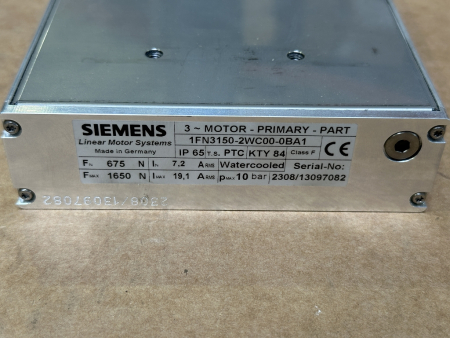 SIEMENS
Linear Motor Systems
Made in Germany
3 ~ MOTOR - PRIMARY - PART
1FN3150-2WC00-0BA1
IP 65 T.S. PTC KTY 84 Class F CE
FN 675 N IN 7.2 ARMS Watercooled Serial-No:
FMAX 1650 N IMAX 19,1 ARMS pMAX 10 bar 2308/13097082